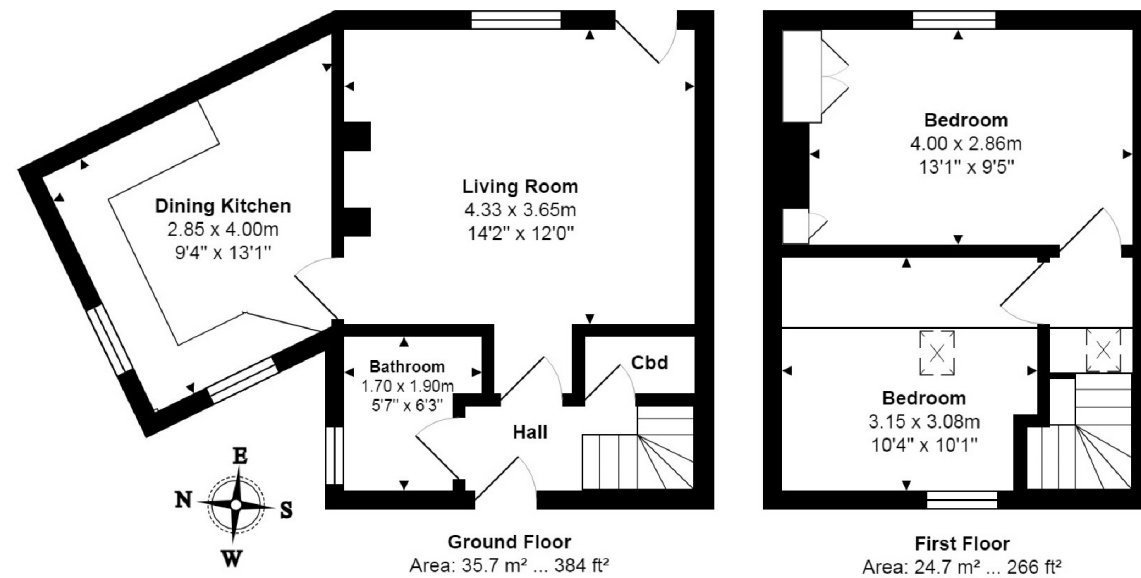 Dining Kitchen
2.85 x 4.00m
9'4" x 13'1"
Living Room
4.33 x 3.65m
14'2" x 12'0"
Bathroom
1.70 x 1.90m
5'7" x 6'3"
Cbd
Hall
E
N
S
W
Ground Floor
Area: 35.7 m² ... 384 ft²
Bedroom
4.00 x 2.86m
13'1" x 9'5"
Bedroom
3.15 x 3.08m
10'4" x 10'1"
First Floor
Area: 24.7 m² ... 266 ft²